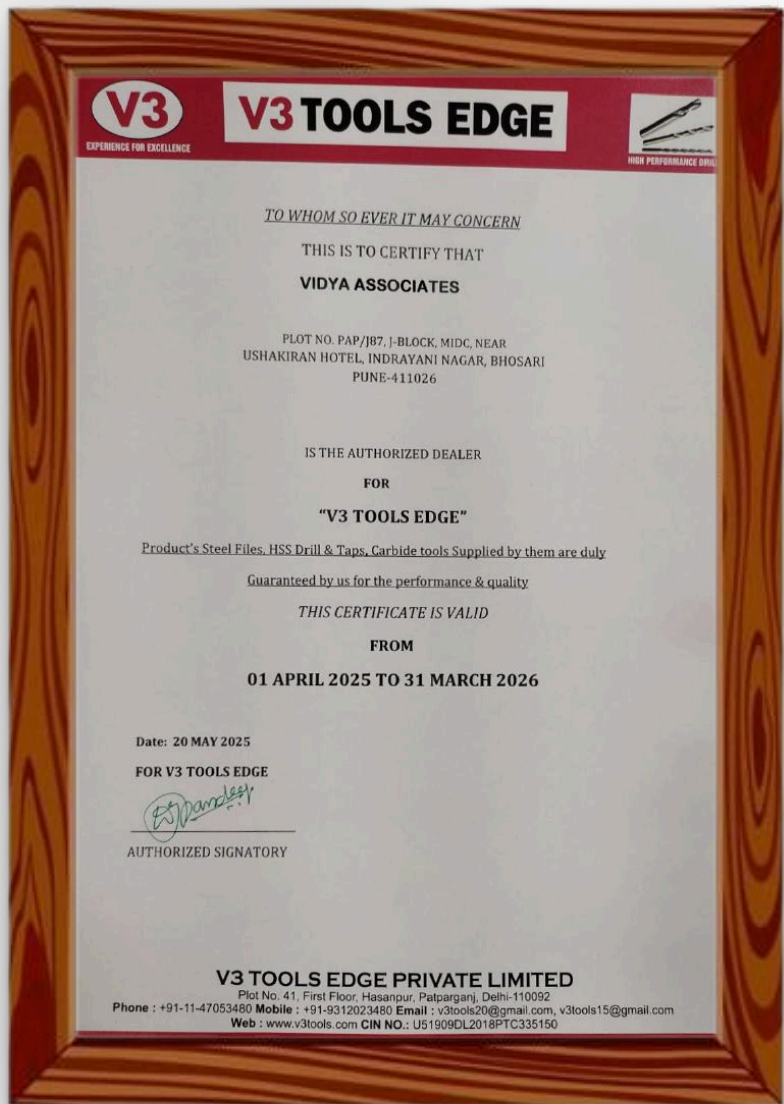 V3
EXPERIENCE FOR EXCELLENCE
V3 TOOLS EDGE
HIGH PERFORMANCE
TO WHOM SO EVER IT MAY CONCERN
THIS IS TO CERTIFY THAT
VIDYA ASSOCIATES
PLOT NO. PAP/J87, J-BLOCK, MIDC, NEAR
USHAKIRAN HOTEL, INDRAYANI NAGAR, BHOSARI
PUNE-411026
IS THE AUTHORIZED DEALER
FOR
"V3 TOOLS EDGE"
Product's Steel Files, HSS Drill & Taps, Carbide tools Supplied by them are duly
Guaranteed by us for the performance & quality
THIS CERTIFICATE IS VALID
FROM
01 APRIL 2025 TO 31 MARCH 2026
Date: 20 MAY 2025
FOR V3 TOOLS EDGE
AUTHORIZED SIGNATORY
V3 TOOLS EDGE PRIVATE LIMITED
Plot No. 41, First Floor, Hasanpur, Patparganj, Delhi-110092
Phone : +91-11-47053480 Mobile : +91-9312023480 Email : v3tools20@gmail.com, v3tools15@gmail.com
Web : www.v3tools.com CIN NO.: U51909DL2018PTC335150